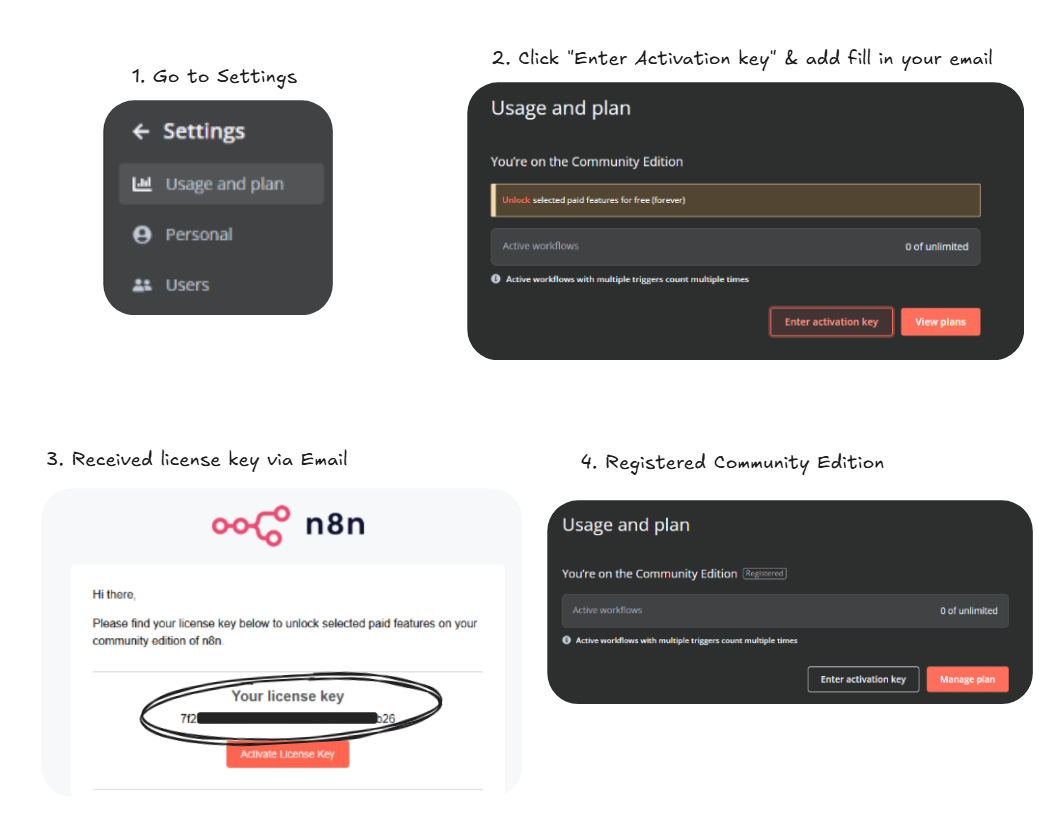 1. Go to Settings
Settings
Usage and plan
Personal
Users
2. Click "Enter Activation key" & add fill in your email
Usage and plan
You're on the Community Edition
Unlock selected paid features for free (forever)
Active workflows 0 of unlimited
Active workflows with multiple triggers count multiple times
Enter activation key View plans
3. Received license key via Email
n8n
Hi there,
Please find your license key below to unlock selected paid features on your
community edition of n8n.
Your license key
7f2 b26
Activate License Key
4. Registered Community Edition
Usage and plan
You're on the Community Edition Registered
Active workflows 0 of unlimited
Active workflows with multiple triggers count multiple times
Enter activation key Manage plan